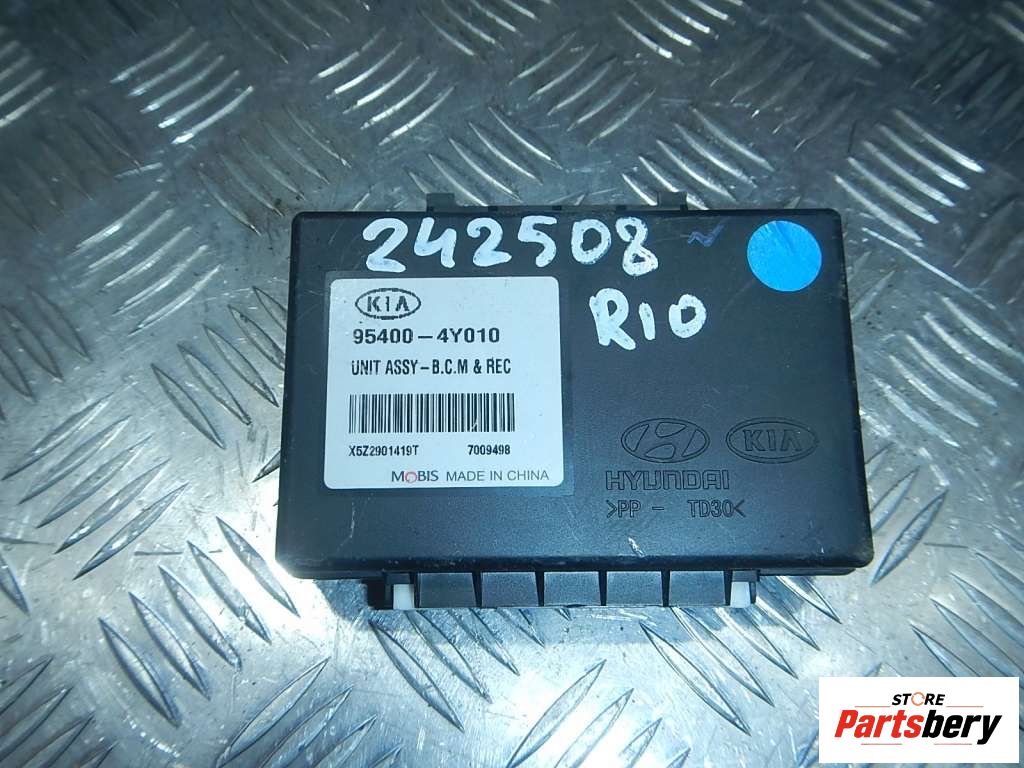 242508
RIO
KIA
95400-4Y010
UNIT ASSY-B.C.M & REC
X5Z2901419T 7009498
MOBIS MADE IN CHINA
KIA
HYUNDAI
>PP - TD30<
STORE
Partsbery